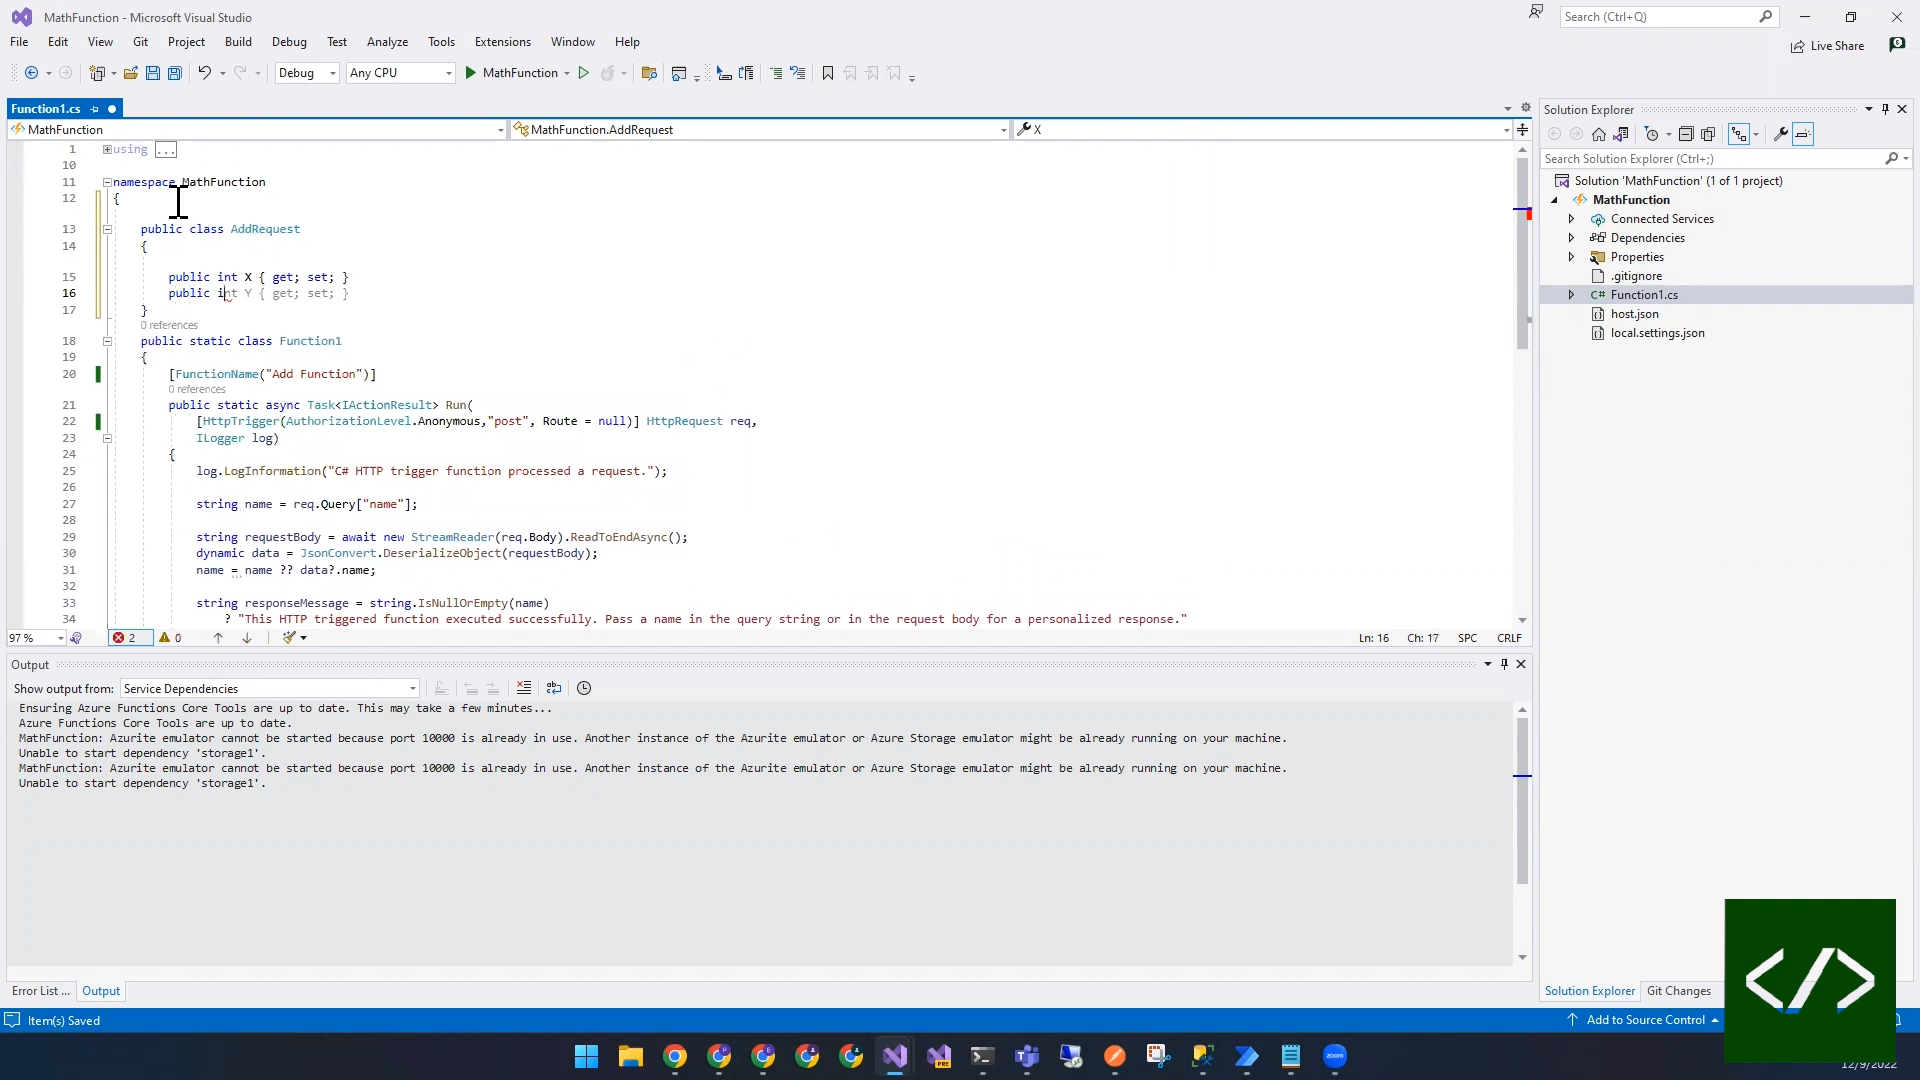 MathFunction - Microsoft Visual Studio
Search (Ctrl+Q)
File Edit View Git Project Build Debug Test Analyze Tools Extensions Window Help
Live Share
Debug Any CPU MathFunction
Function1.cs
MathFunction MathFunction.AddRequest X
1 using ...
10
11 namespace MathFunction
12 {
13 public class AddRequest
14 {
15 public int X { get; set; }
16 public int Y { get; set; }
17 }
0 references
18 public static class Function1
19 {
20 [FunctionName("Add Function")]
0 references
21 public static async Task<IActionResult> Run(
22 [HttpTrigger(AuthorizationLevel.Anonymous,"post", Route = null)] HttpRequest req,
23 ILogger log)
24 {
25 log.LogInformation("C# HTTP trigger function processed a request.");
26
27 string name = req.Query["name"];
28
29 string requestBody = await new StreamReader(req.Body).ReadToEndAsync();
30 dynamic data = JsonConvert.DeserializeObject(requestBody);
31 name = name ?? data?.name;
32
33 string responseMessage = string.IsNullOrEmpty(name)
34 ? "This HTTP triggered function executed successfully. Pass a name in the query string or in the request body for a personalized response."
97 % 2 0 Ln: 16 Ch: 17 SPC CRLF
Output
Show output from: Service Dependencies
Ensuring Azure Functions Core Tools are up to date. This may take a few minutes...
Azure Functions Core Tools are up to date.
MathFunction: Azurite emulator cannot be started because port 10000 is already in use. Another instance of the Azurite emulator or Azure Storage emulator might be already running on your machine.
Unable to start dependency 'storage1'.
MathFunction: Azurite emulator cannot be started because port 10000 is already in use. Another instance of the Azurite emulator or Azure Storage emulator might be already running on your machine.
Unable to start dependency 'storage1'.
Error List ... Output
Solution Explorer
Search Solution Explorer (Ctrl+;)
Solution 'MathFunction' (1 of 1 project)
MathFunction
Connected Services
Dependencies
Properties
.gitignore
C# Function1.cs
host.json
local.settings.json
Solution Explorer Git Changes
Item(s) Saved
Add to Source Control
</>
PRE
zoom
12/9/2022